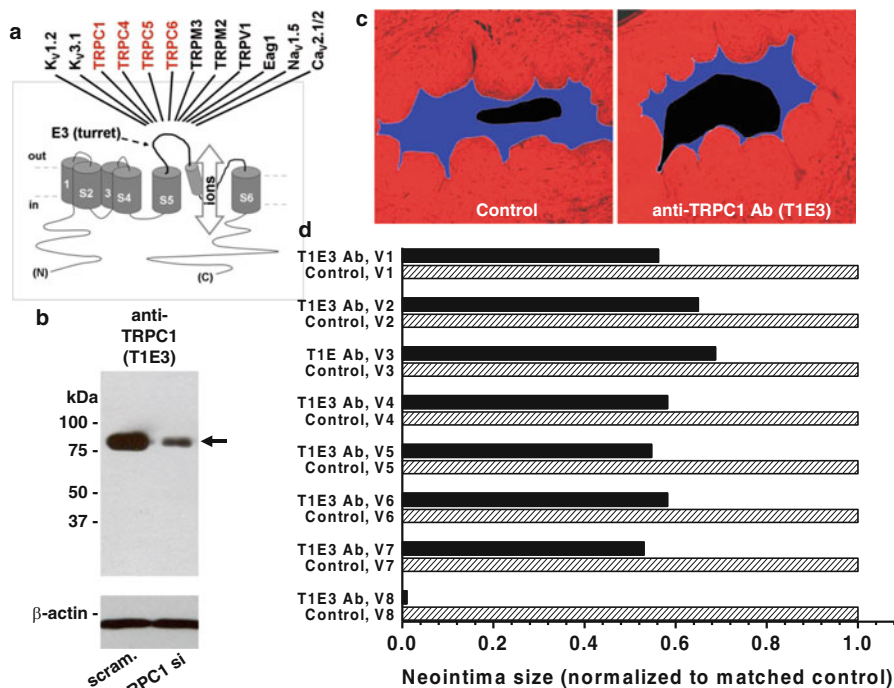 a
K_V1.2
K_V3.1
TRPC1
TRPC4
TRPC5
TRPC6
TRPM3
TRPM2
TRPV1
Eag1
Na_V1.5
Ca_V2.1/2
E3 (turret)
out
in
1
S2
3
S4
S5
ions
S6
(N)
(C)
b
anti-
TRPC1
(T1E3)
kDa
100 -
75 -
50 -
37 -
β-actin -
scram.
RPC1 si
c
Control
anti-TRPC1 Ab (T1E3)
d
T1E3 Ab, V1
Control, V1
T1E3 Ab, V2
Control, V2
T1E Ab, V3
Control, V3
T1E3 Ab, V4
Control, V4
T1E3 Ab, V5
Control, V5
T1E3 Ab, V6
Control, V6
T1E3 Ab, V7
Control, V7
T1E3 Ab, V8
Control, V8
0.0 0.2 0.4 0.6 0.8 1.0
Neointima size (normalized to matched control)